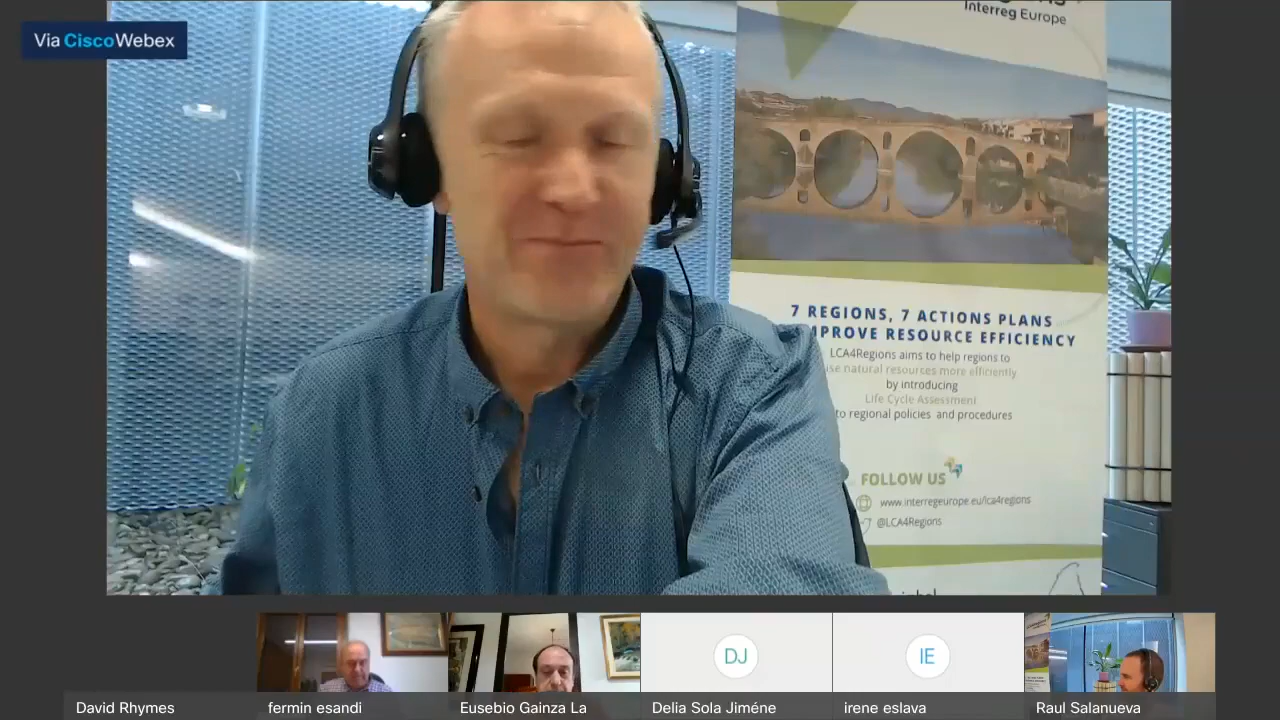 Via CiscoWebex
Interreg Europe
7 REGIONS, 7 ACTIONS PLANS
IMPROVE RESOURCE EFFICIENCY
LCA4Regions aims to help regions to
use natural resources more efficiently
by introducing
Life Cycle Assessment
to regional policies and procedures
FOLLOW US
www.interregeurope.eu/lca4regions
@LCA4Regions
DJ
IE
David Rhymes
fermin esandi
Eusebio Gainza La
Delia Sola Jiméne
irene eslava
Raul Salanueva